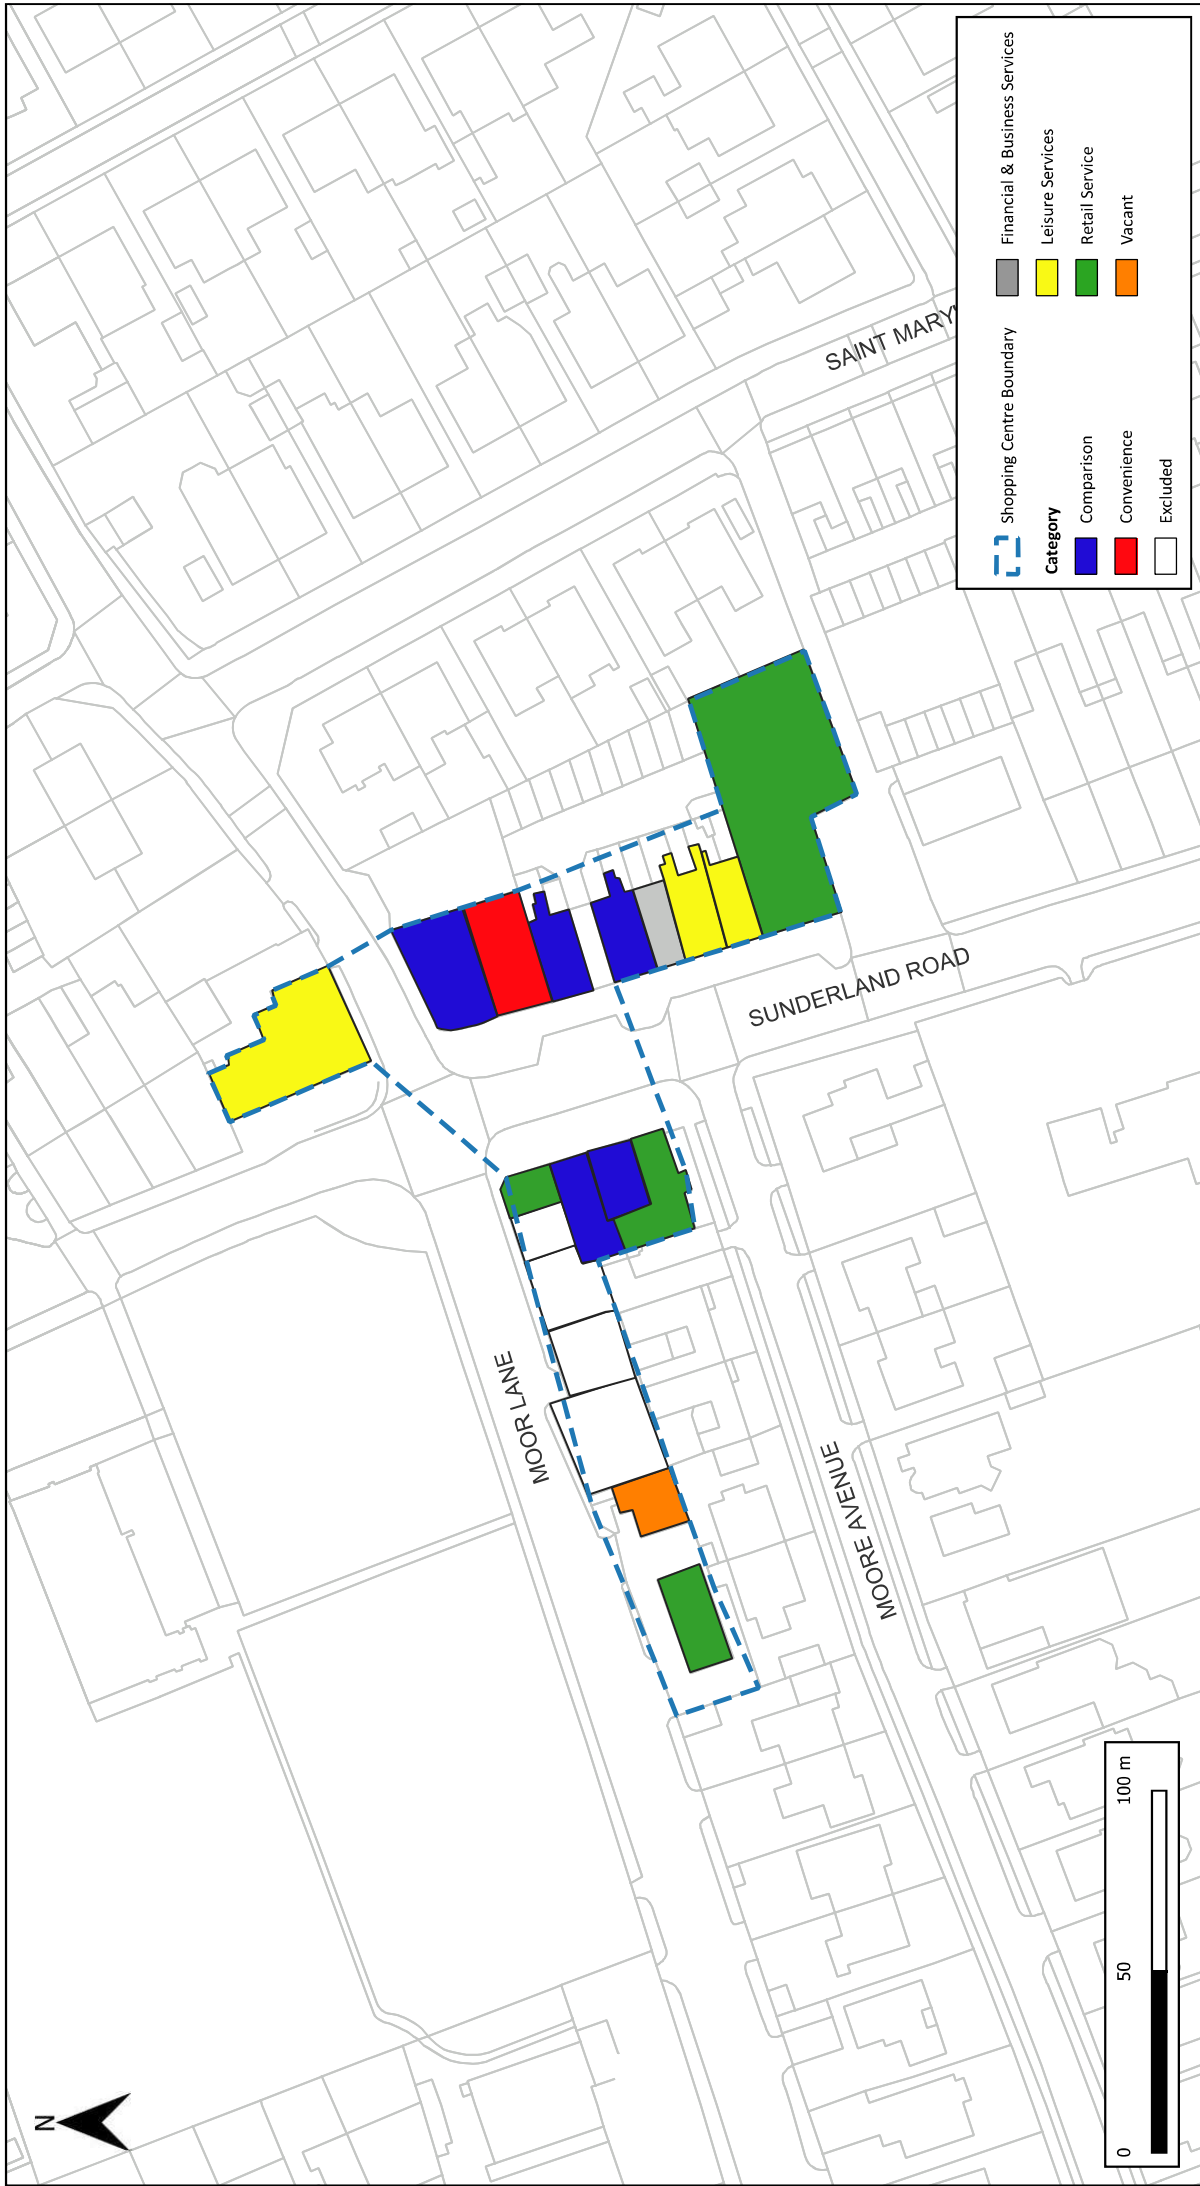 N
MOOR LANE
MOORE AVENUE
SUNDERLAND ROAD
SAINT MARY'
Shopping Centre Boundary
Category
Comparison
Convenience
Excluded
Financial & Business Services
Leisure Services
Retail Service
Vacant
0 50 100 m